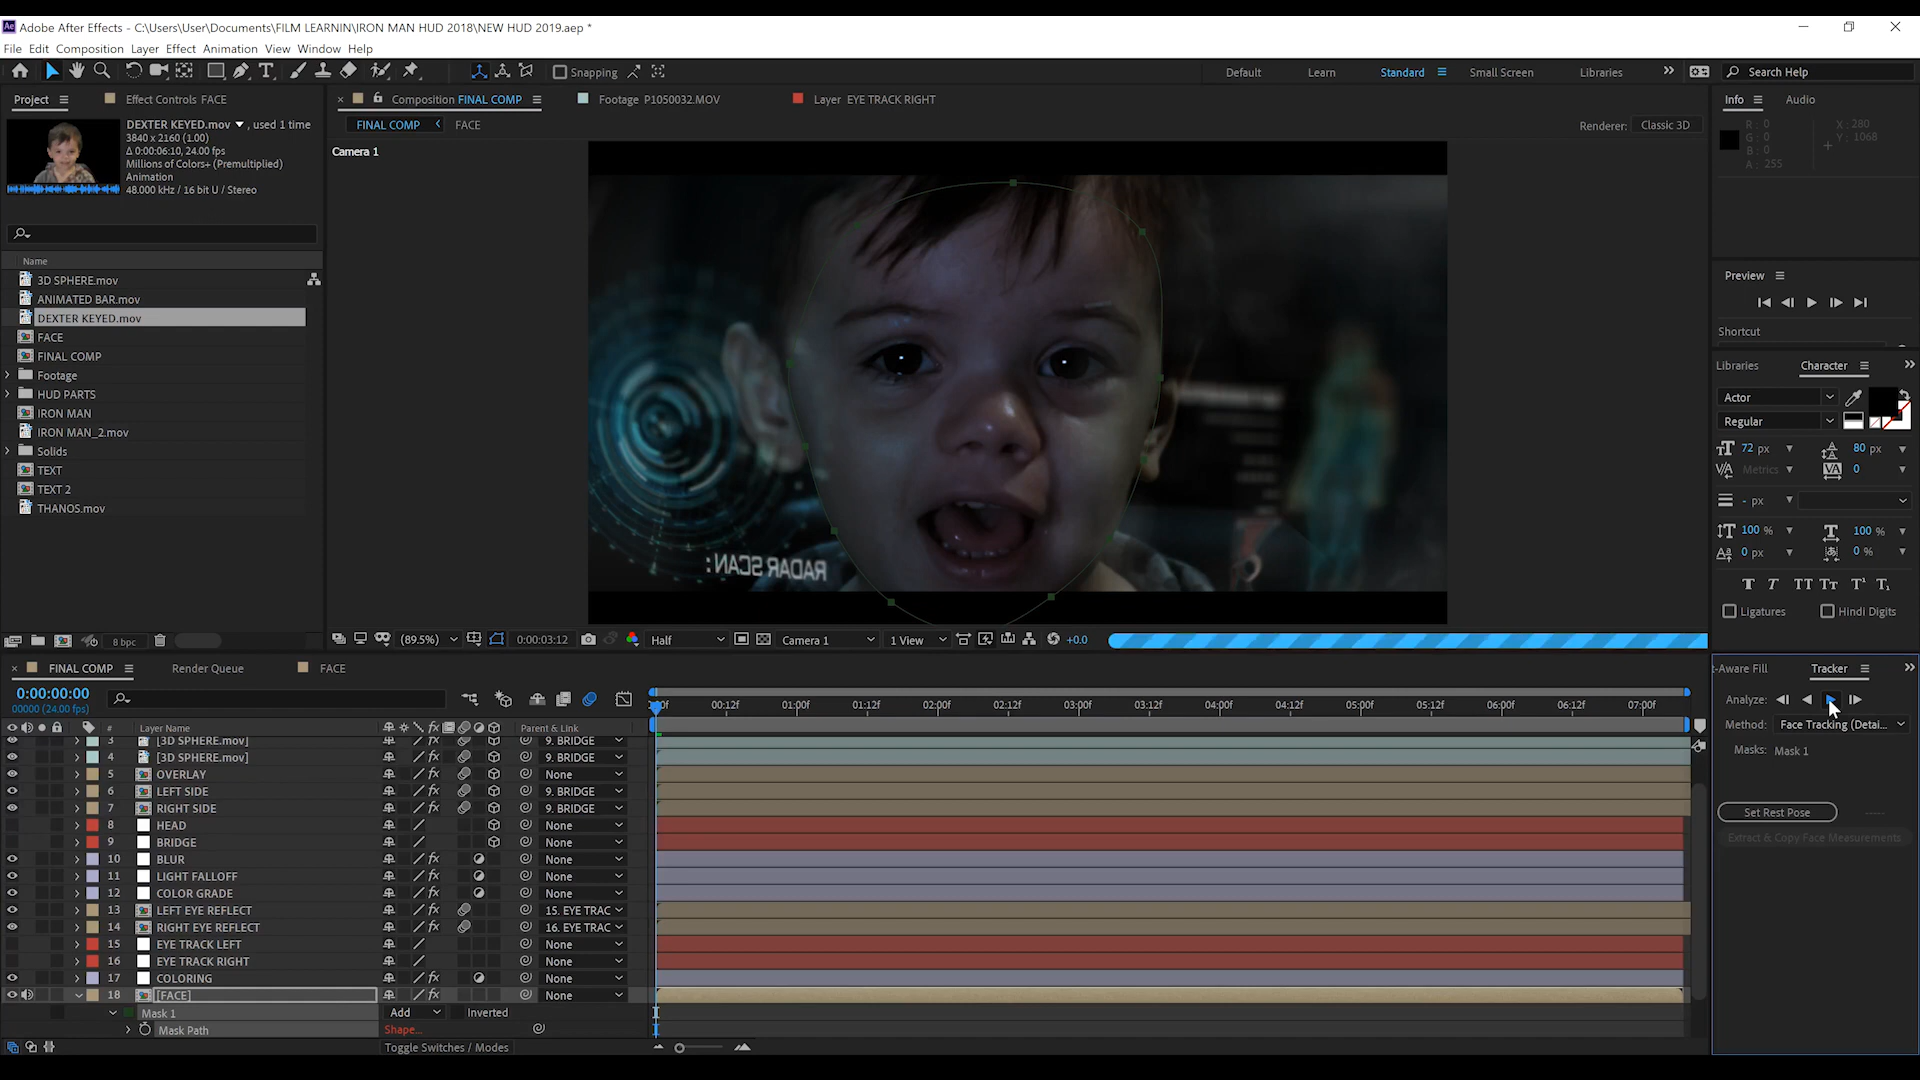 Adobe After Effects - C:\Users\User\Documents\FILM LEARNIN\IRON MAN HUD 2018\NEW HUD 2019.aep *
File Edit Composition Layer Effect Animation View Window Help
Snapping
Default Learn Standard Small Screen Libraries Search Help
Project Effect Controls FACE
Composition FINAL COMP Footage P1050032.MOV Layer EYE TRACK RIGHT
Info Audio
DEXTER KEYED.mov , used 1 time
3840 x 2160 (1.00)
Δ 0:00:06:10, 24.00 fps
Millions of Colors+ (Premultiplied)
Animation
48.000 kHz / 16 bit U / Stereo
FINAL COMP FACE
Renderer: Classic 3D
R: 0
G: 0
B: 0
A: 255
X: 280
Y: 1068
Camera 1
RADAR SCAN:
Name
3D SPHERE.mov
ANIMATED BAR.mov
DEXTER KEYED.mov
FACE
FINAL COMP
Footage
HUD PARTS
IRON MAN
IRON MAN_2.mov
Solids
TEXT
TEXT 2
THANOS.mov
Preview
Shortcut
Libraries Character
Actor
Regular
72 px 80 px
Metrics 0
- px
100 % 100 %
0 px 0 %
T T TT Tt T¹ T₁
Ligatures Hindi Digits
8 bpc
(89.5%) 0:00:03:12 Half Camera 1 1 View +0.0
FINAL COMP Render Queue FACE
t-Aware Fill Tracker
0:00:00:00
00000 (24.00 fps)
00:12f 01:00f 01:12f 02:00f 02:12f 03:00f 03:12f 04:00f 04:12f 05:00f 05:12f 06:00f 06:12f 07:00f
Analyze:
Method: Face Tracking (Detai...
Masks: Mask 1
Set Rest Pose
Extract & Copy Face Measurements
# Layer Name Parent & Link
3 [3D SPHERE.mov] 9. BRIDGE
4 [3D SPHERE.mov] 9. BRIDGE
5 OVERLAY None
6 LEFT SIDE 9. BRIDGE
7 RIGHT SIDE 9. BRIDGE
8 HEAD None
9 BRIDGE None
10 BLUR None
11 LIGHT FALLOFF None
12 COLOR GRADE None
13 LEFT EYE REFLECT 15. EYE TRAC
14 RIGHT EYE REFLECT 16. EYE TRAC
15 EYE TRACK LEFT None
16 EYE TRACK RIGHT None
17 COLORING None
18 [FACE] None
Mask 1 Add Inverted
Mask Path Shape...
Toggle Switches / Modes